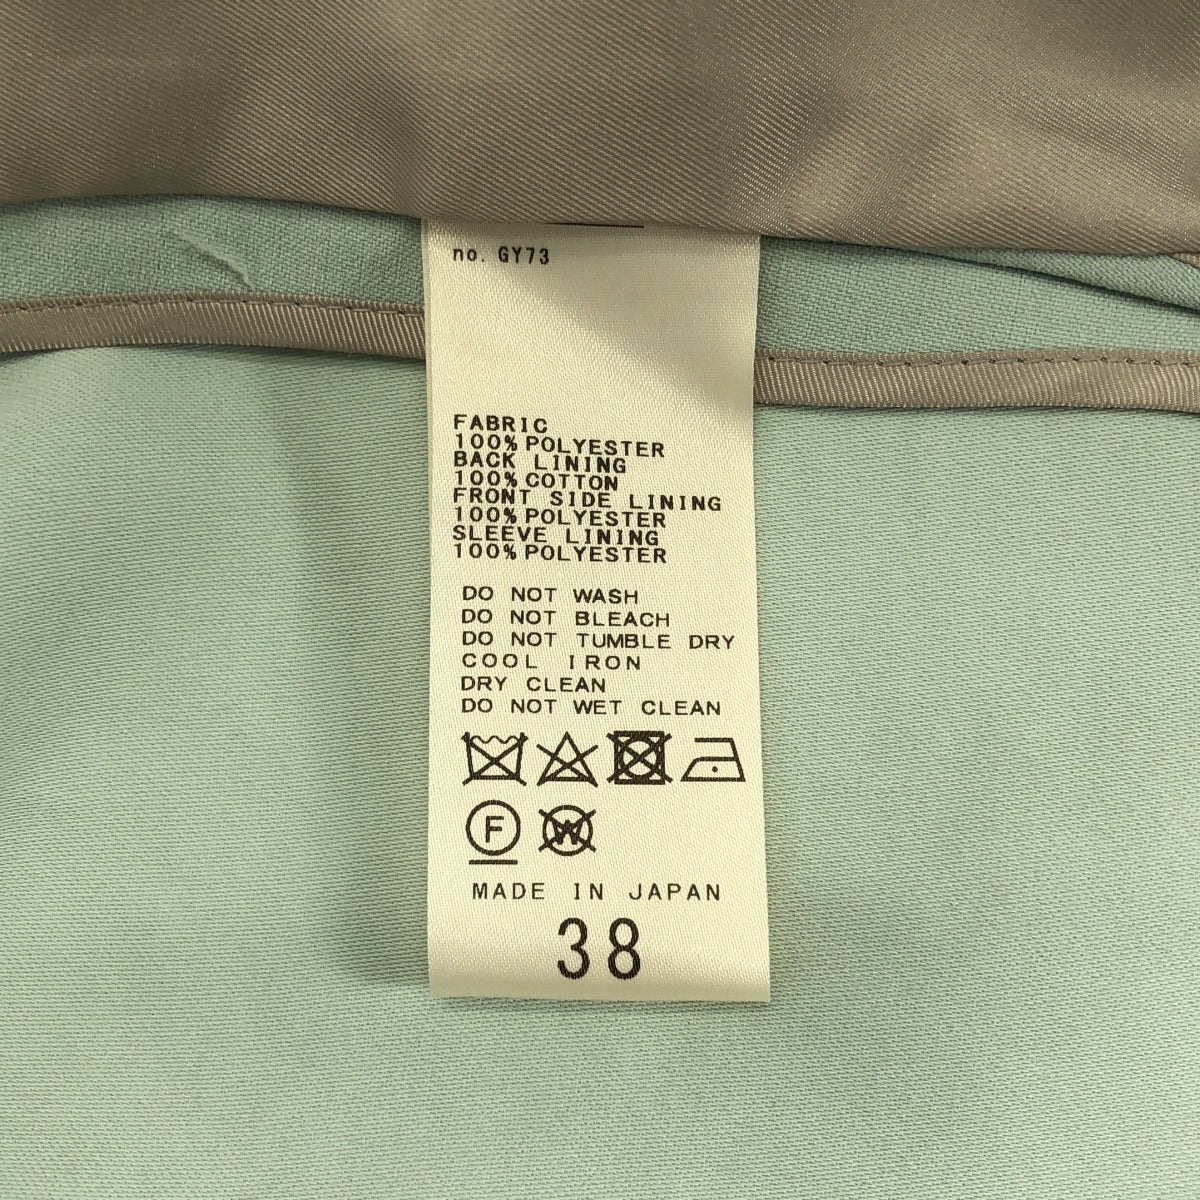 no. GY73
FABRIC
100%POLYESTER
BACK LINING
100%COTTON
FRONT SIDE LINING
100%POLYESTER
SLEEVE LINING
100%POLYESTER
DO NOT WASH
DO NOT BLEACH
DO NOT TUMBLE DRY
COOL IRON
DRY CLEAN
DO NOT WET CLEAN
F W
MADE IN JAPAN
38